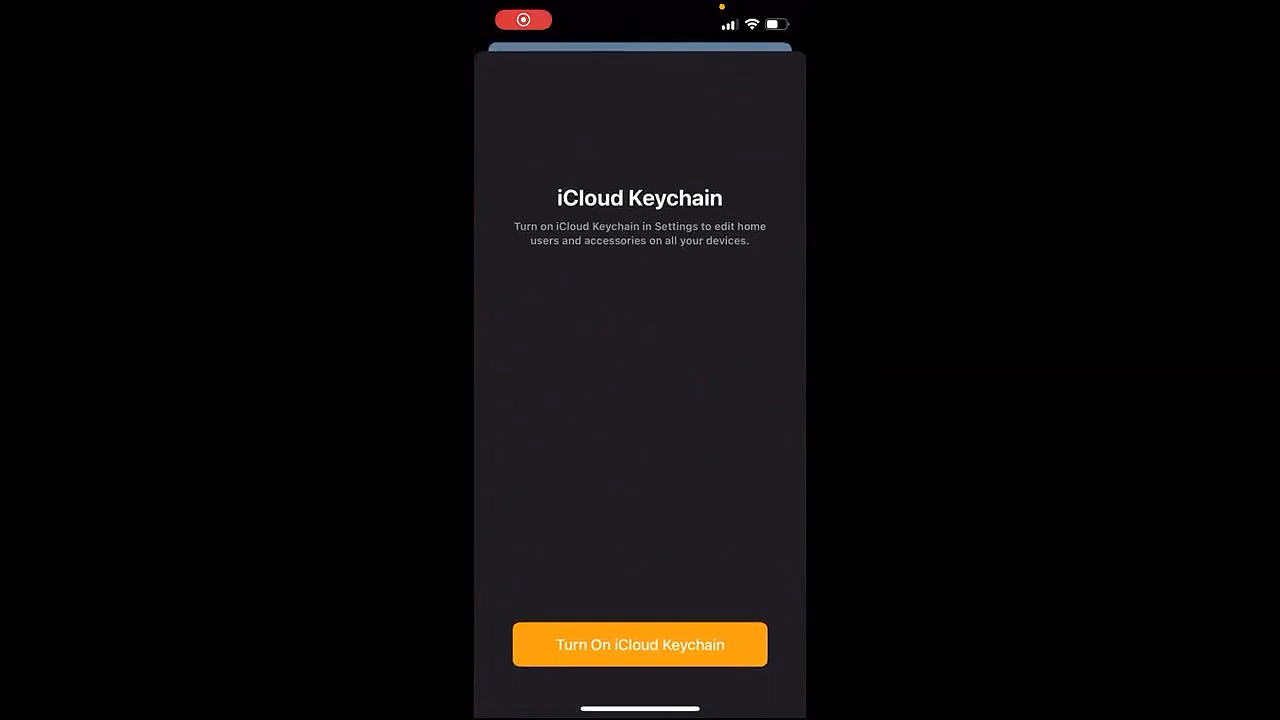 iCloud Keychain
Turn on iCloud Keychain in Settings to edit home
users and accessories on all your devices.
Turn On iCloud Keychain